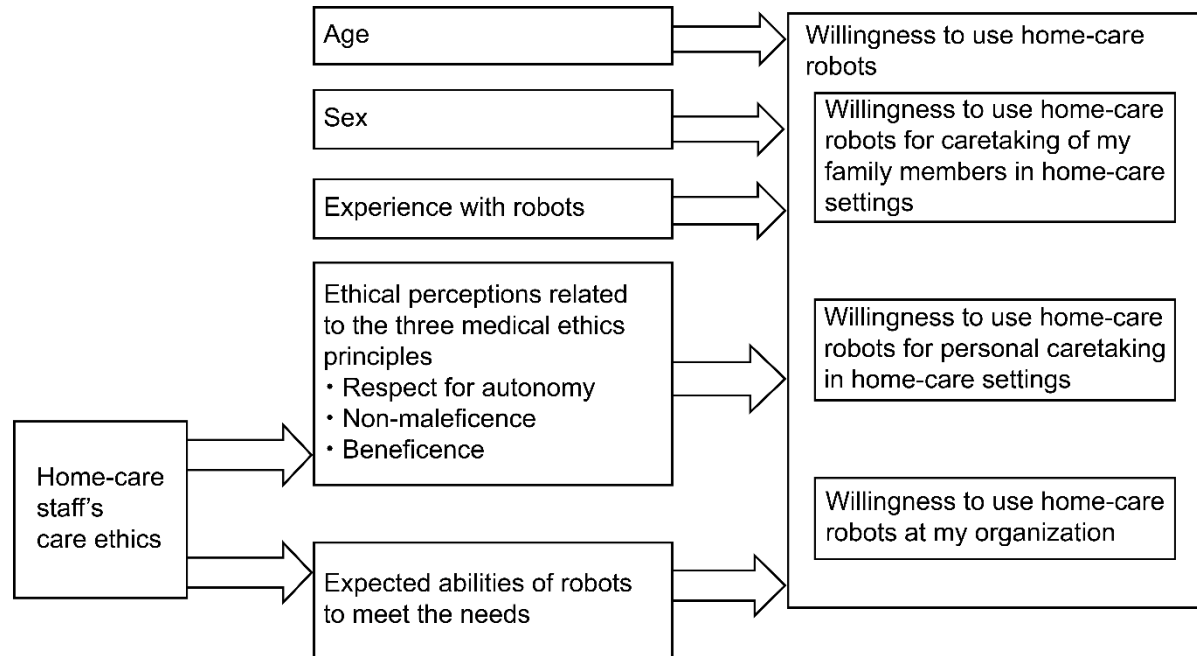 Age
Sex
Experience with robots
Ethical perceptions related
to the three medical ethics
principles
・Respect for autonomy
・Non-maleficence
・Beneficence
Home-care
staff’s
care ethics
Expected abilities of robots
to meet the needs
Willingness to use home-care
robots
Willingness to use home-care
robots for caretaking of my
family members in home-care
settings
Willingness to use home-care
robots for personal caretaking
in home-care settings
Willingness to use home-care
robots at my organization